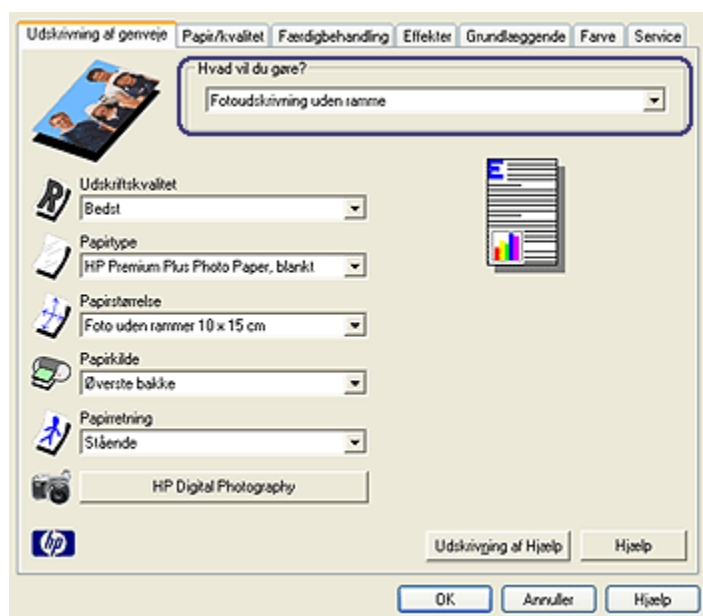 Udskrivning af genveje Papir/kvalitet Færdigbehandling Effekter Grundlæggende Farve Service
Hvad vil du gøre?
Fotoudskrivning uden ramme
Udskriftskvalitet
Bedst
Papirtype
HP Premium Plus Photo Paper, blankt
Papirstørrelse
Foto uden rammer 10 x 15 cm
Papirkilde
Øverste bakke
Papirretning
Stående
HP Digital Photography
hp
Udskrivning af Hjælp Hjælp
OK Annuller Hjælp
E
R